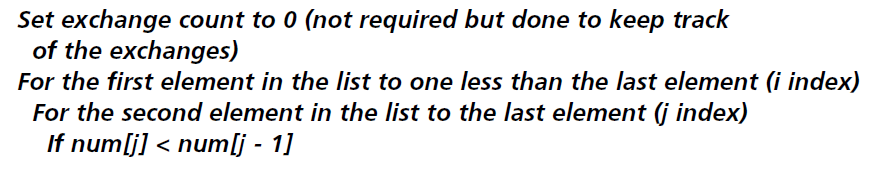 Set exchange count to 0 (not required but done to keep track
of the exchanges)
For the first element in the list to one less than the last element (i index)
For the second element in the list to the last element (j index)
If num[j] < num[j - 1]